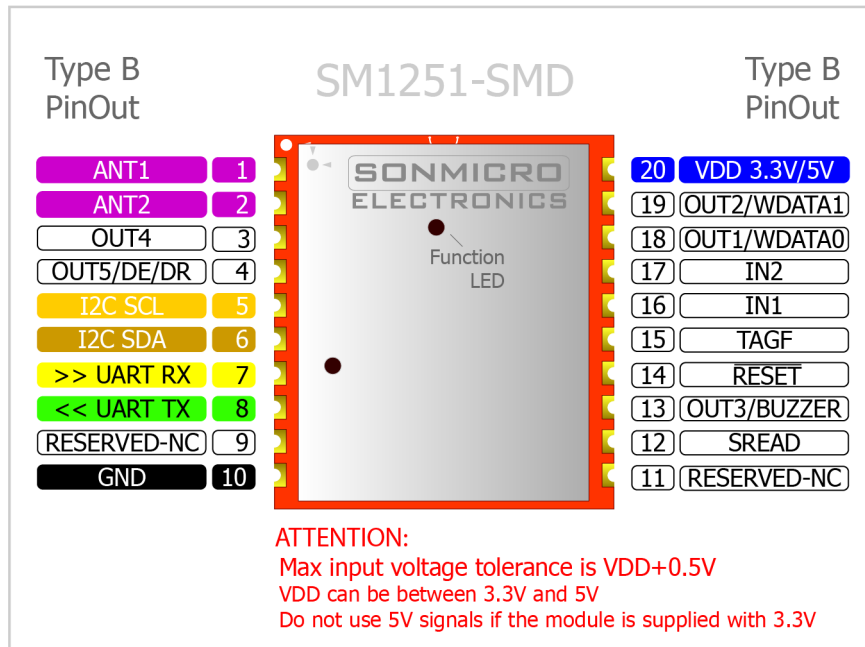 Type B
PinOut
SM1251-SMD
Type B
PinOut
ANT1 1
ANT2 2
OUT4 3
OUT5/DE/DR 4
I2C SCL 5
I2C SDA 6
>> UART RX 7
<< UART TX 8
RESERVED-NC 9
GND 10
SONMICRO
ELECTRONICS
Function
LED
20 VDD 3.3V/5V
19 OUT2/WDATA1
18 OUT1/WDATA0
17 IN2
16 IN1
15 TAGF
14 RESET
13 OUT3/BUZZER
12 SREAD
11 RESERVED-NC
ATTENTION:
Max input voltage tolerance is VDD+0.5V
VDD can be between 3.3V and 5V
Do not use 5V signals if the module is supplied with 3.3V